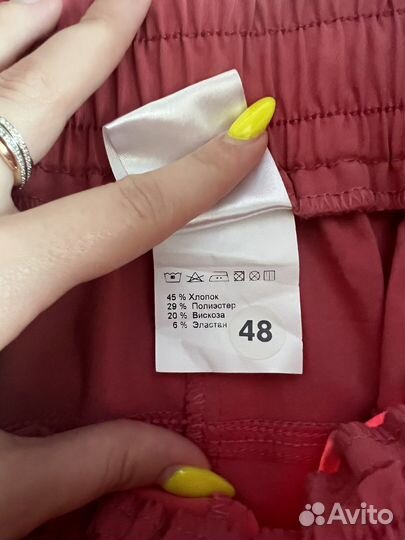 45 % Хлопок
29 % Полиэстер
20 % Вискоза
6 % Эластан
48
Avito